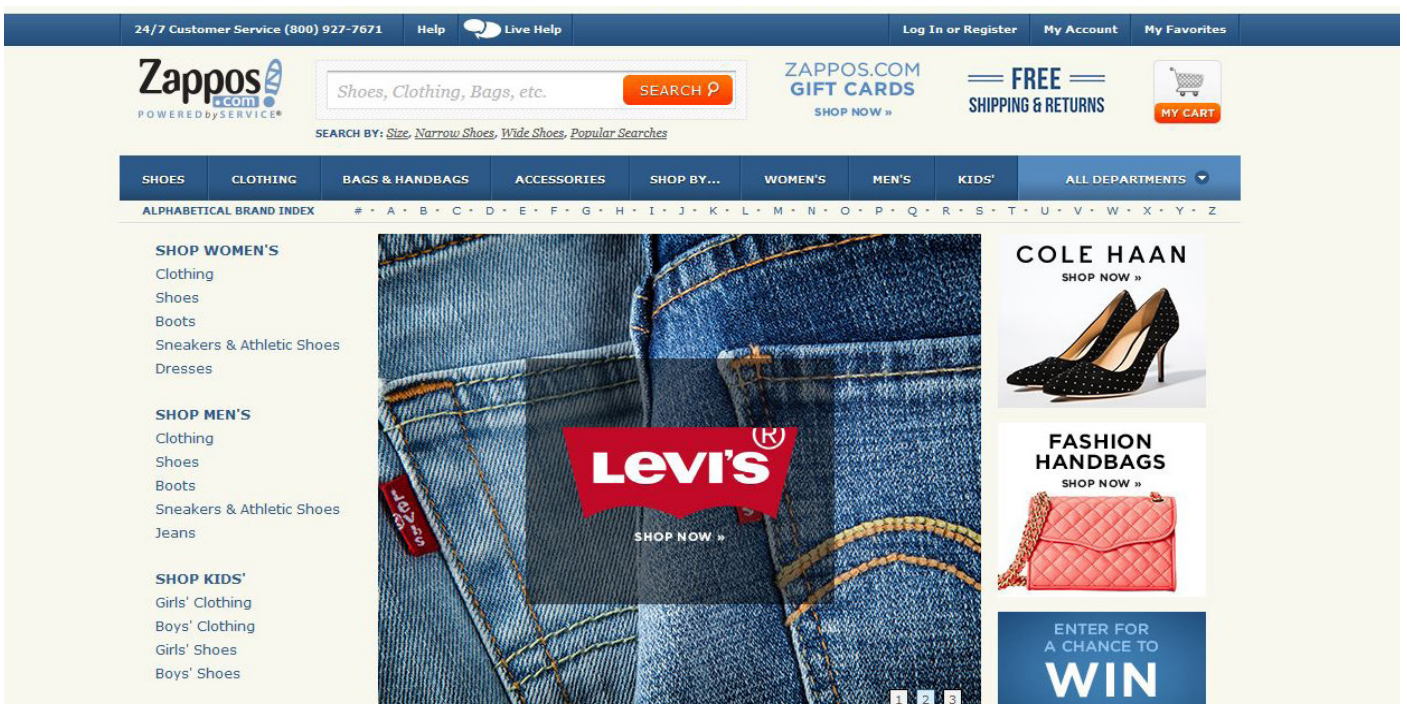 24/7 Customer Service (800) 927-7671 Help Live Help Log In or Register My Account My Favorites
Zappos
.com
POWERED by SERVICE®
Shoes, Clothing, Bags, etc. SEARCH
SEARCH BY: Size, Narrow Shoes, Wide Shoes, Popular Searches
ZAPPOS.COM
GIFT CARDS
SHOP NOW »
FREE
SHIPPING & RETURNS
MY CART
SHOES CLOTHING BAGS & HANDBAGS ACCESSORIES SHOP BY... WOMEN'S MEN'S KIDS' ALL DEPARTMENTS
ALPHABETICAL BRAND INDEX # · A · B · C · D · E · F · G · H · I · J · K · L · M · N · O · P · Q · R · S · T · U · V · W · X · Y · Z
SHOP WOMEN'S
Clothing
Shoes
Boots
Sneakers & Athletic Shoes
Dresses
SHOP MEN'S
Clothing
Shoes
Boots
Sneakers & Athletic Shoes
Jeans
SHOP KIDS'
Girls' Clothing
Boys' Clothing
Girls' Shoes
Boys' Shoes
Levi's
LEVI'S®
SHOP NOW »
1 2 3
COLE HAAN
SHOP NOW »
FASHION
HANDBAGS
SHOP NOW »
ENTER FOR
A CHANCE TO
WIN